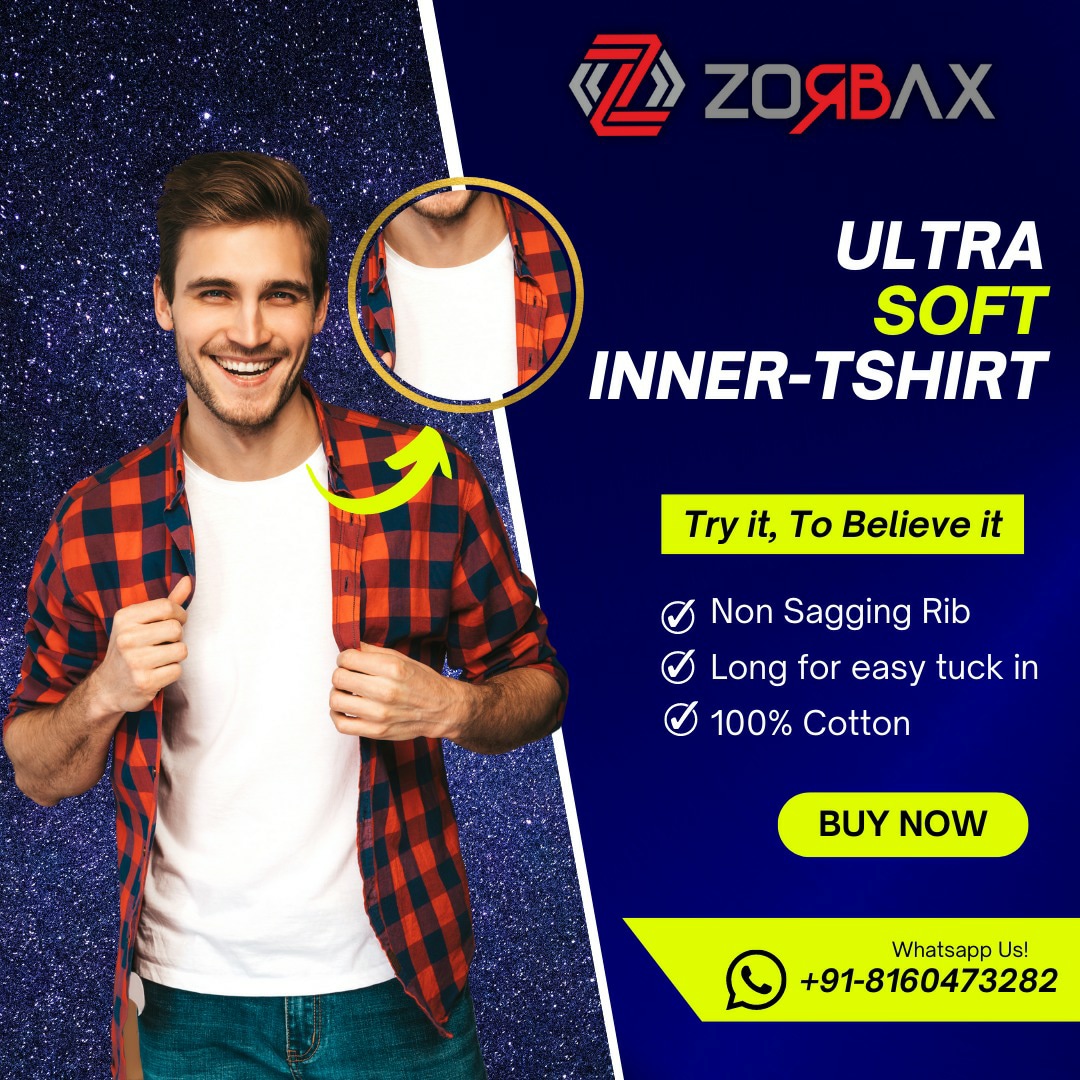 ZORBAX
ULTRA
SOFT
INNER-TSHIRT
Try it, To Believe it
Non Sagging Rib
Long for easy tuck in
100% Cotton
BUY NOW
Whatsapp Us!
+91-8160473282